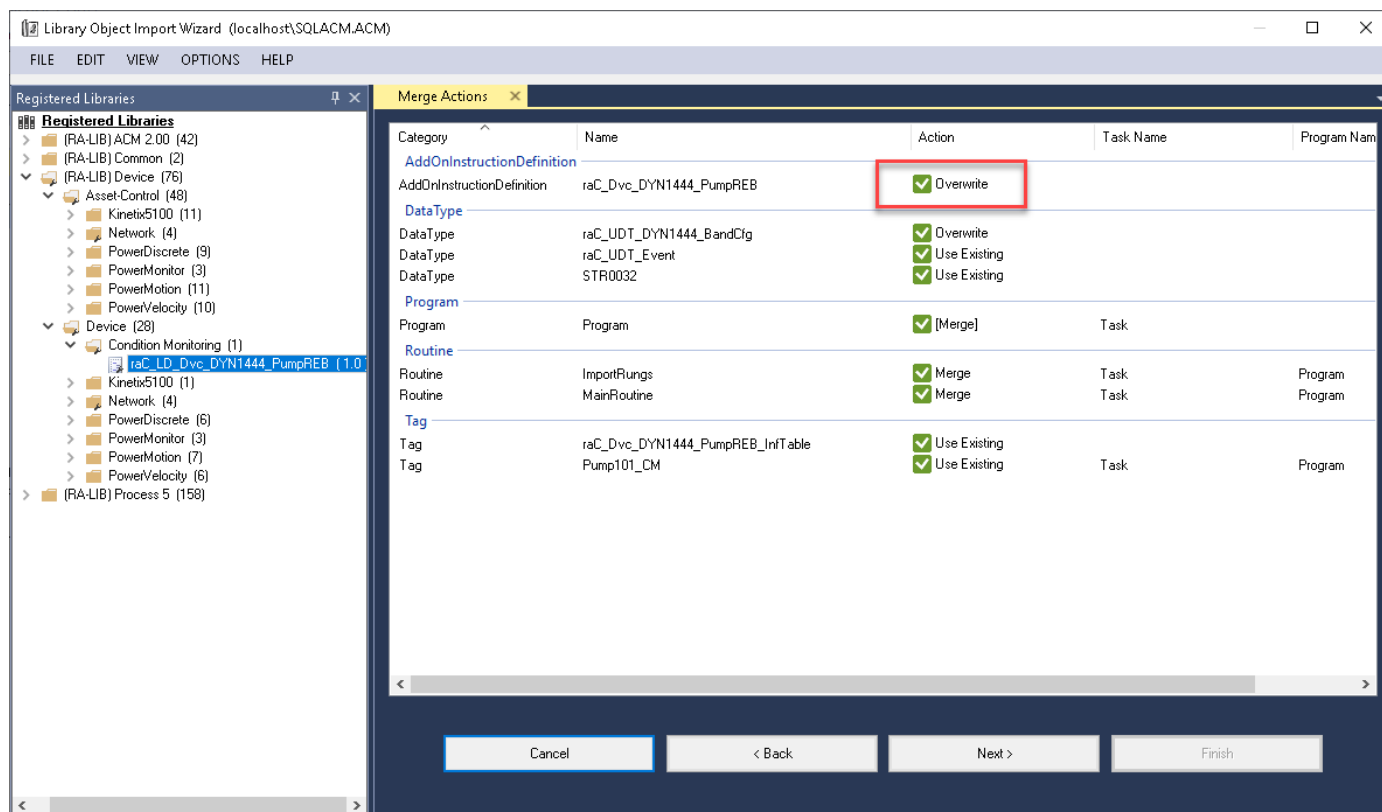 Library Object Import Wizard (localhost\SQLACM.ACM)
FILE EDIT VIEW OPTIONS HELP
Registered Libraries
Registered Libraries
(RA-LIB) ACM 2.00 (42)
(RA-LIB) Common (2)
(RA-LIB) Device (76)
Asset-Control (48)
Kinetix5100 (11)
Network (4)
PowerDiscrete (9)
PowerMonitor (3)
PowerMotion (11)
PowerVelocity (10)
Device (28)
Condition Monitoring (1)
raC_LD_Dvc_DYN1444_PumpREB (1.0
Kinetix5100 (1)
Network (4)
PowerDiscrete (6)
PowerMonitor (3)
PowerMotion (7)
PowerVelocity (6)
(RA-LIB) Process 5 (158)
Merge Actions
Category Name Action Task Name Program Nam
AddOnInstructionDefinition
AddOnInstructionDefinition raC_Dvc_DYN1444_PumpREB Overwrite
DataType
DataType raC_UDT_DYN1444_BandCfg Overwrite
DataType raC_UDT_Event Use Existing
DataType STR0032 Use Existing
Program
Program Program [Merge] Task
Routine
Routine ImportRungs Merge Task Program
Routine MainRoutine Merge Task Program
Tag
Tag raC_Dvc_DYN1444_PumpREB_InfTable Use Existing
Tag Pump101_CM Use Existing Task Program
Cancel < Back Next > Finish